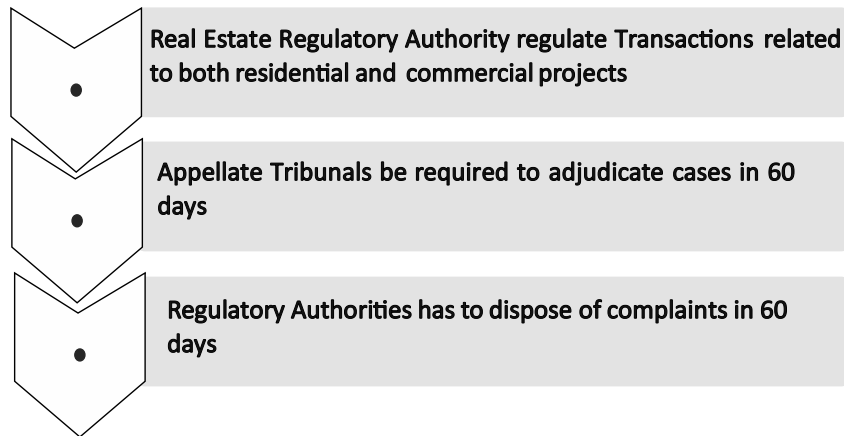 Real Estate Regulatory Authority regulate Transactions related
to both residential and commercial projects
Appellate Tribunals be required to adjudicate cases in 60
days
Regulatory Authorities has to dispose of complaints in 60
days